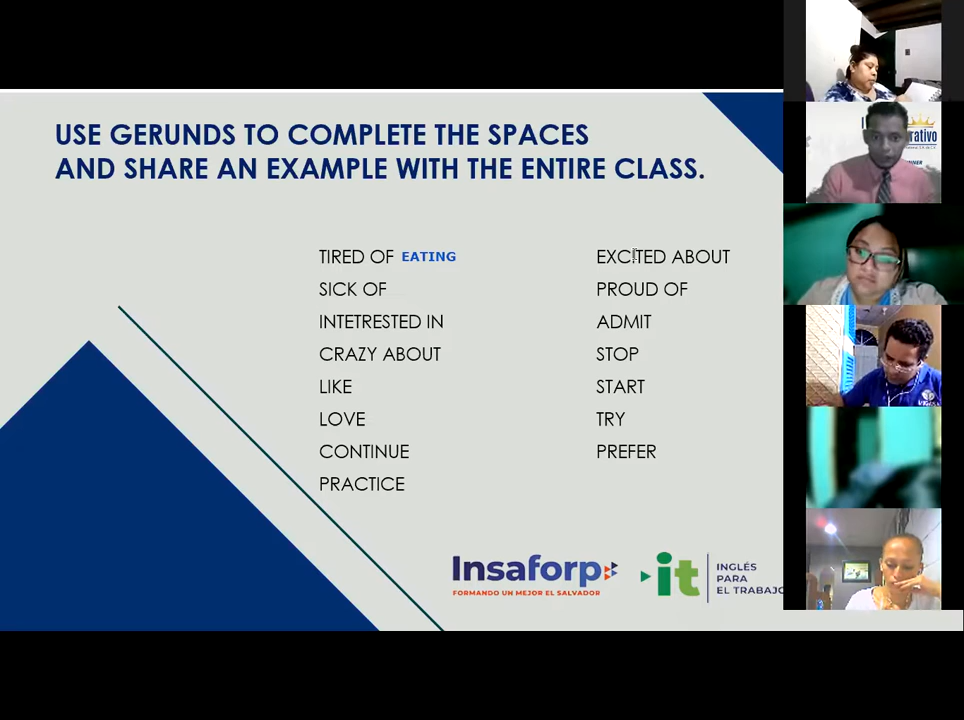 USE GERUNDS TO COMPLETE THE SPACES
AND SHARE AN EXAMPLE WITH THE ENTIRE CLASS.
TIRED OF EATING
SICK OF
INTETRESTED IN
CRAZY ABOUT
LIKE
LOVE
CONTINUE
PRACTICE
EXCITED ABOUT
PROUD OF
ADMIT
STOP
START
TRY
PREFER
Insaforp
FORMANDO UN MEJOR EL SALVADOR
it
INGLÉS
PARA
EL TRABAJO